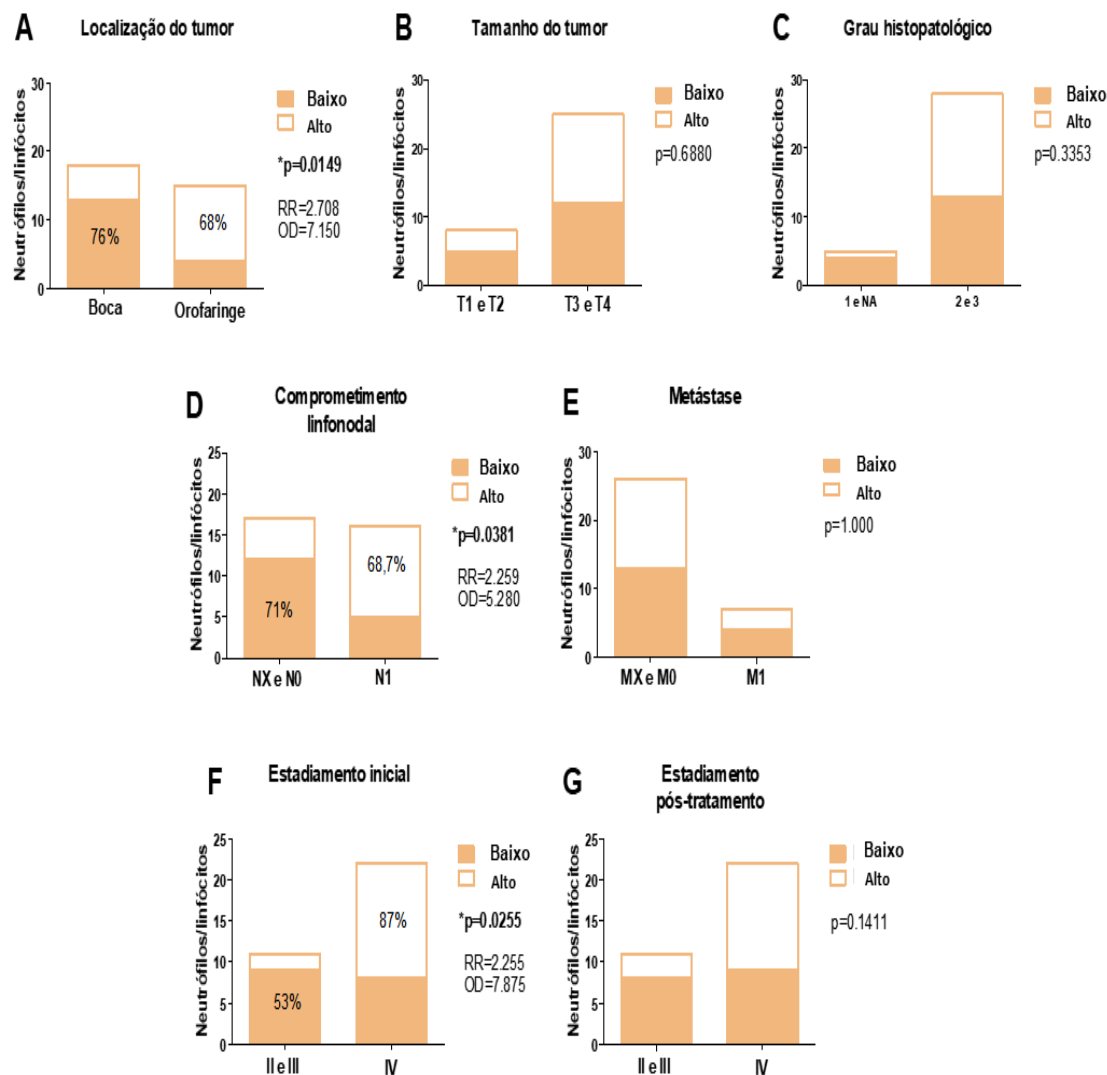 A
Localização do tumor
Neutrófilos/linfócitos
30
20
10
0
76%
68%
Boca
Orofaringe
Baixo
Alto
*p=0.0149
RR=2.708
OD=7.150
B
Tamanho do tumor
Neutrófilos/linfócitos
30
20
10
0
T1 e T2
T3 e T4
Baixo
Alto
p=0.6880
C
Grau histopatológico
Neutrófilos/linfócitos
30
20
10
0
1 e NA
2 e 3
Baixo
Alto
p=0.3353
D
Comprometimento
linfonodal
Neutrófilos/linfócitos
25
20
15
10
5
0
71%
68,7%
NX e N0
N1
Baixo
Alto
*p=0.0381
RR=2.259
OD=5.280
E
Metástase
Neutrófilos/linfócitos
30
20
10
0
MX e M0
M1
Baixo
Alto
p=1.000
F
Estadiamento inicial
Neutrófilos/linfócitos
25
20
15
10
5
0
53%
87%
II e III
IV
Baixo
Alto
*p=0.0255
RR=2.255
OD=7.875
G
Estadiamento
pós-tratamento
Neutrófilos/linfócitos
25
20
15
10
5
0
II e III
IV
Baixo
Alto
p=0.1411